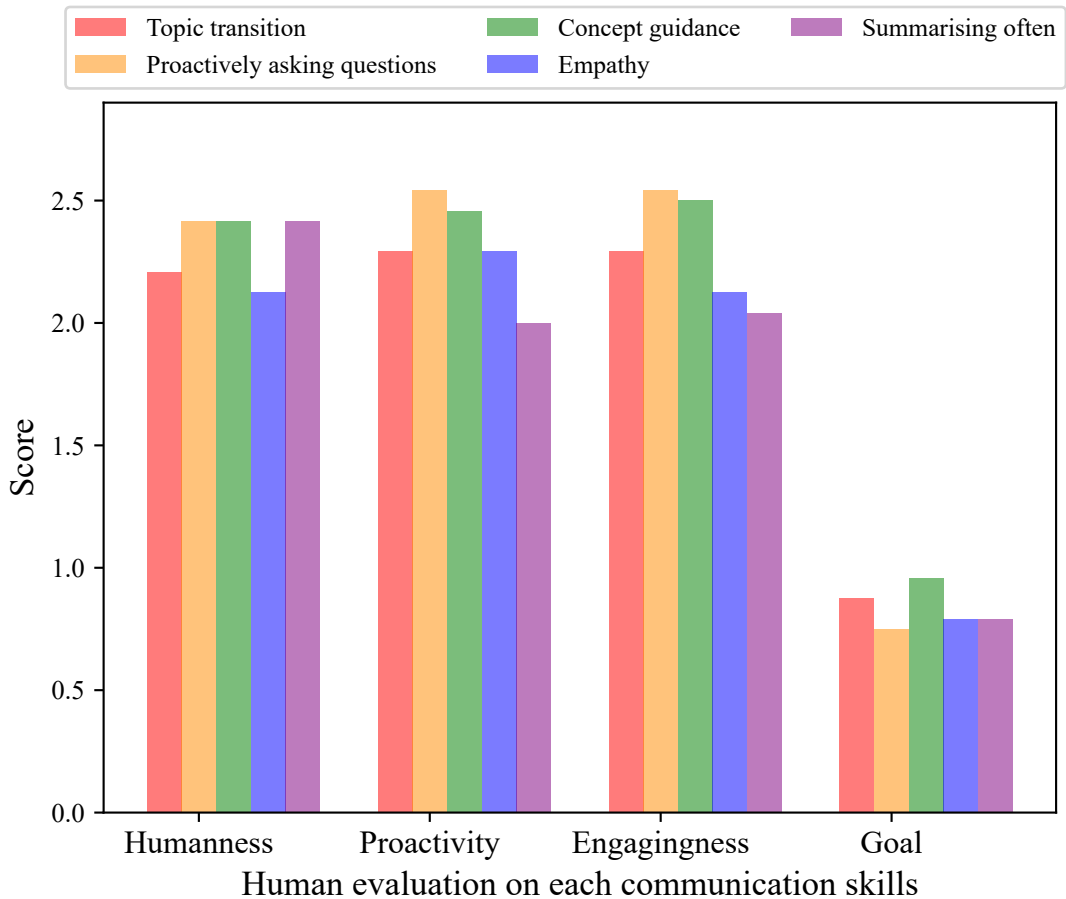 Topic transition
Proactively asking questions
Concept guidance
Empathy
Summarising often
2.5
2.0
1.5
1.0
0.5
0.0
Score
Humanness Proactivity Engagingness Goal
Human evaluation on each communication skills